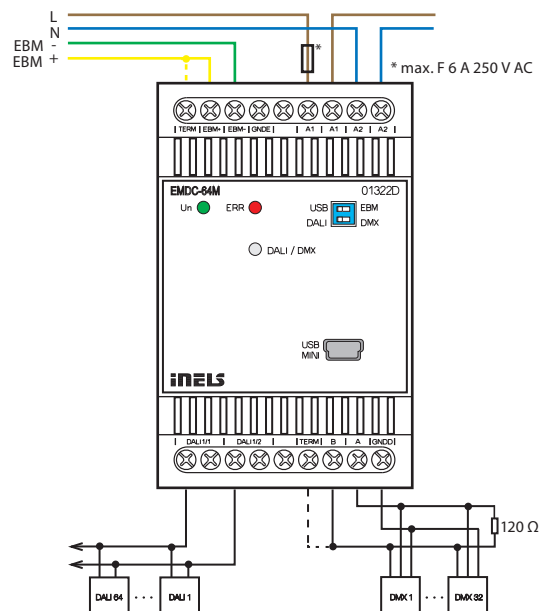 L
N
EBM -
EBM +
*
* max. F 6 A 250 V AC
TERM EBM+ EBM- GNDE A1 A1 A2 A2
EMDC-64M 01322D
Un ERR USB EBM
DALI DMX
DALI / DMX
USB
MINI
iNELS
DALI1/1 DALI1/2 TERM B A GNDD
120 Ω
DALI 64 ... DALI 1 DMX 1 ... DMX 32